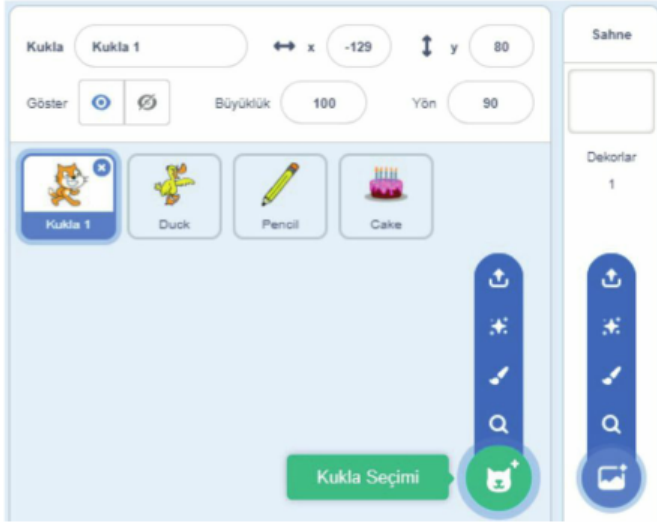 Kukla Kukla 1 x -129 y 80
Göster Büyüklük 100 Yön 90
Kukla 1 Duck Pencil Cake
Kukla Seçimi
Sahne
Dekorlar
1